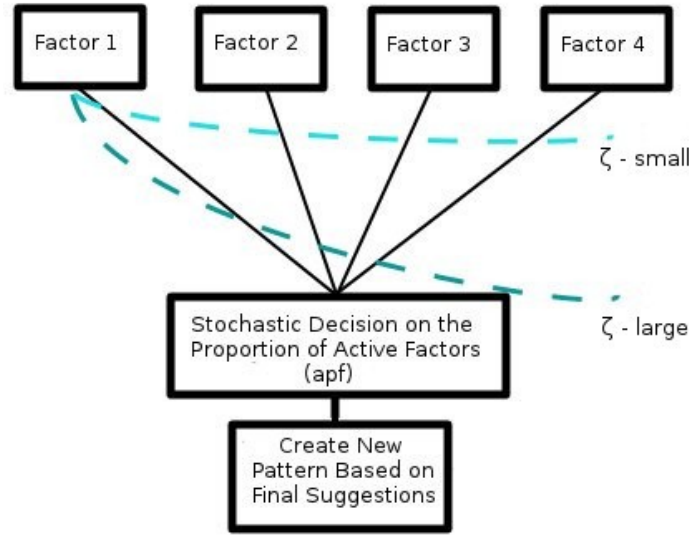 Factor 1
Factor 2
Factor 3
Factor 4
ζ - small
ζ - large
Stochastic Decision on the
Proportion of Active Factors
(apf)
Create New
Pattern Based on
Final Suggestions